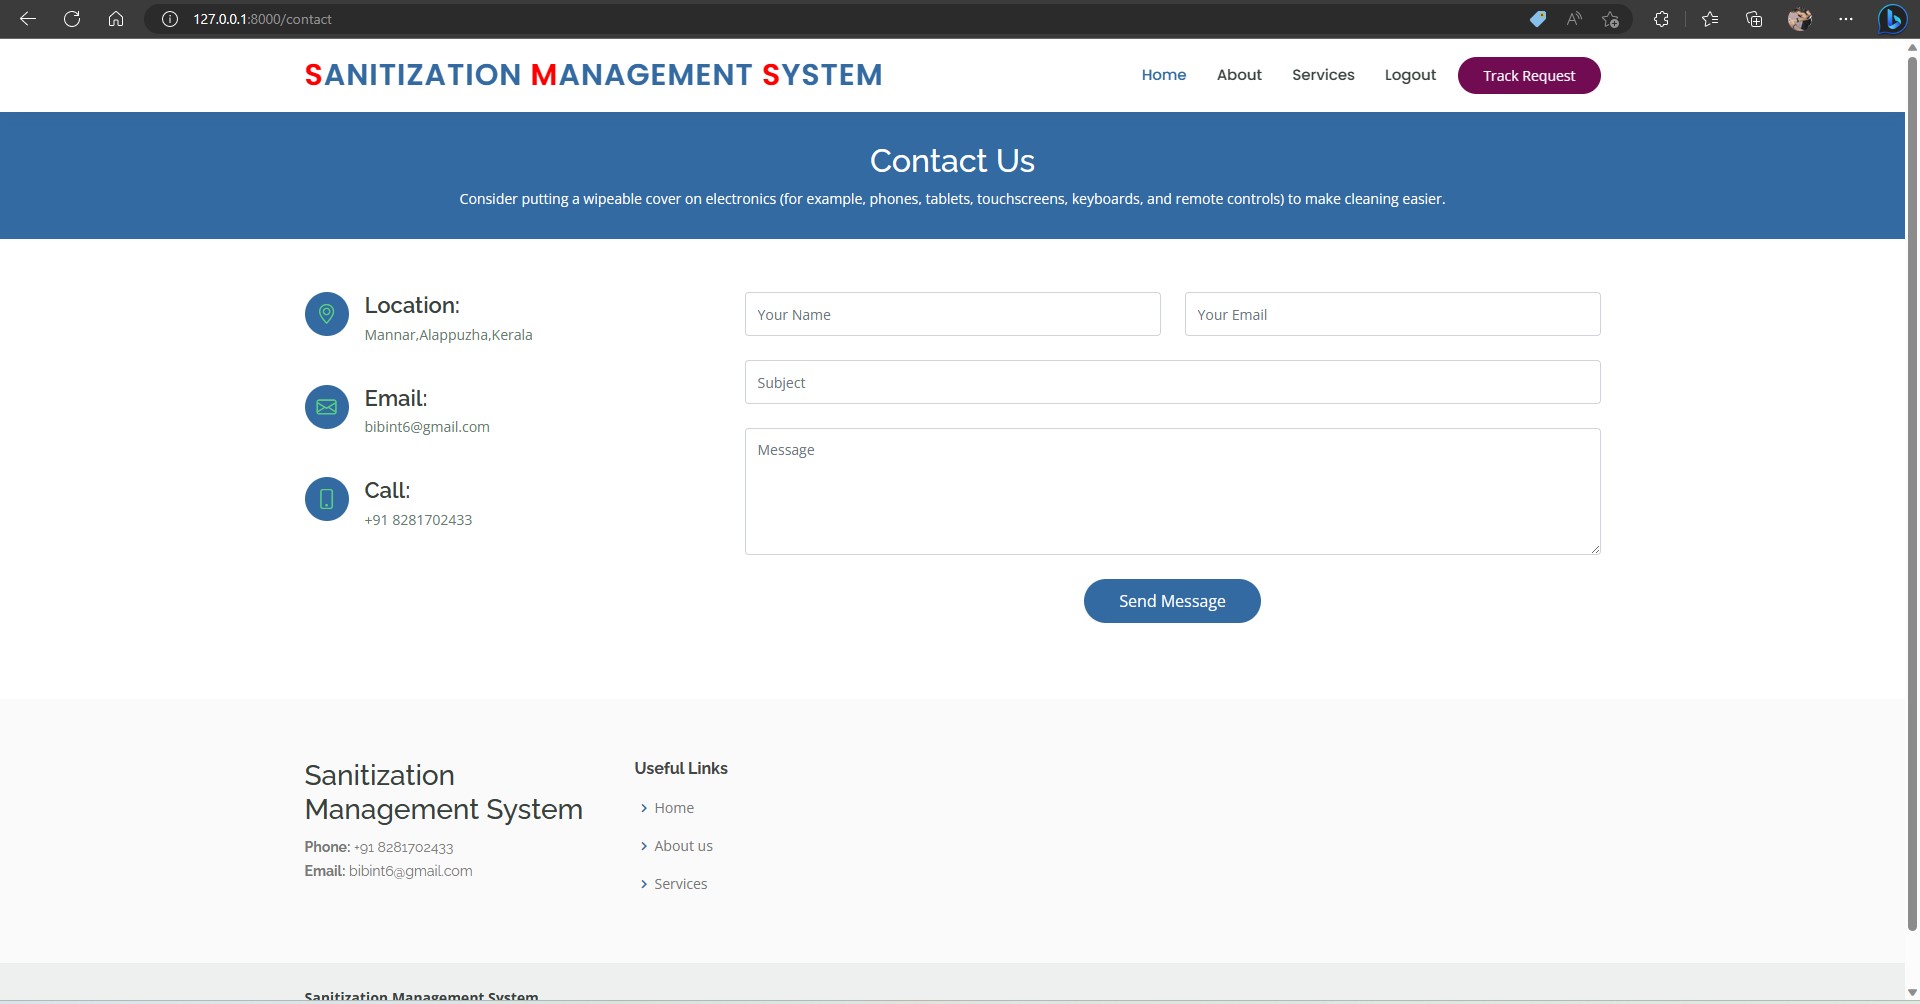 127.0.0.1:8000/contact
SANITIZATION MANAGEMENT SYSTEM
Home About Services Logout Track Request
Contact Us
Consider putting a wipeable cover on electronics (for example, phones, tablets, touchscreens, keyboards, and remote controls) to make cleaning easier.
Location:
Mannar,Alappuzha,Kerala
Email:
bibint6@gmail.com
Call:
+91 8281702433
Your Name
Your Email
Subject
Message
Send Message
Sanitization
Management System
Phone: +91 8281702433
Email: bibint6@gmail.com
Useful Links
Home
About us
Services
Sanitization Management System